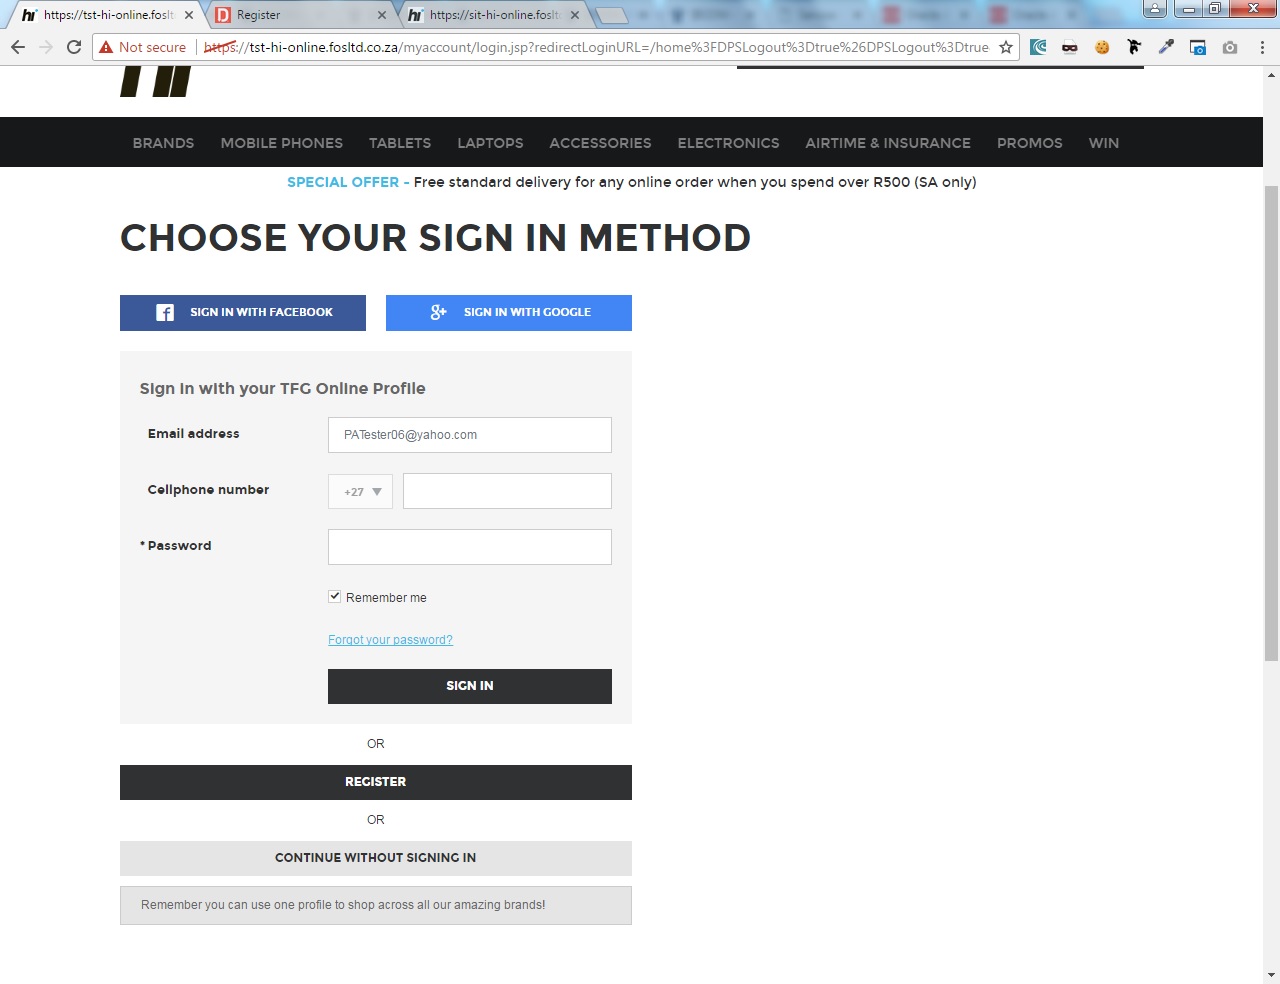 hi https://tst-hi-online.foslt
Register
hi https://sit-hi-online.foslt
Not secure https://tst-hi-online.fosltd.co.za/myaccount/login.jsp?redirectLoginURL=/home%3FDPSLogout%3Dtrue%26DPSLogout%3Dtrue
BRANDS MOBILE PHONES TABLETS LAPTOPS ACCESSORIES ELECTRONICS AIRTIME & INSURANCE PROMOS WIN
SPECIAL OFFER - Free standard delivery for any online order when you spend over R500 (SA only)
CHOOSE YOUR SIGN IN METHOD
SIGN IN WITH FACEBOOK
SIGN IN WITH GOOGLE
Sign in with your TFG Online Profile
Email address
PATester06@yahoo.com
Cellphone number
+27
* Password
Remember me
Forgot your password?
SIGN IN
OR
REGISTER
OR
CONTINUE WITHOUT SIGNING IN
Remember you can use one profile to shop across all our amazing brands!